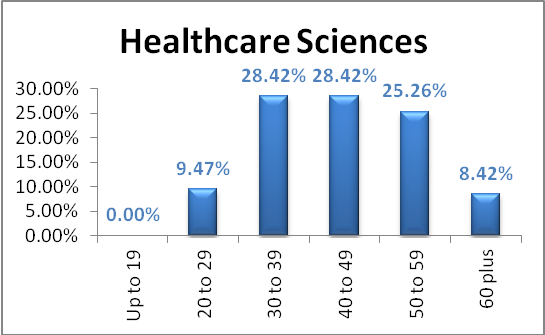 Healthcare Sciences
30.00%
25.00%
20.00%
15.00%
10.00%
5.00%
0.00%
0.00%
9.47%
28.42%
28.42%
25.26%
8.42%
Up to 19
20 to 29
30 to 39
40 to 49
50 to 59
60 plus